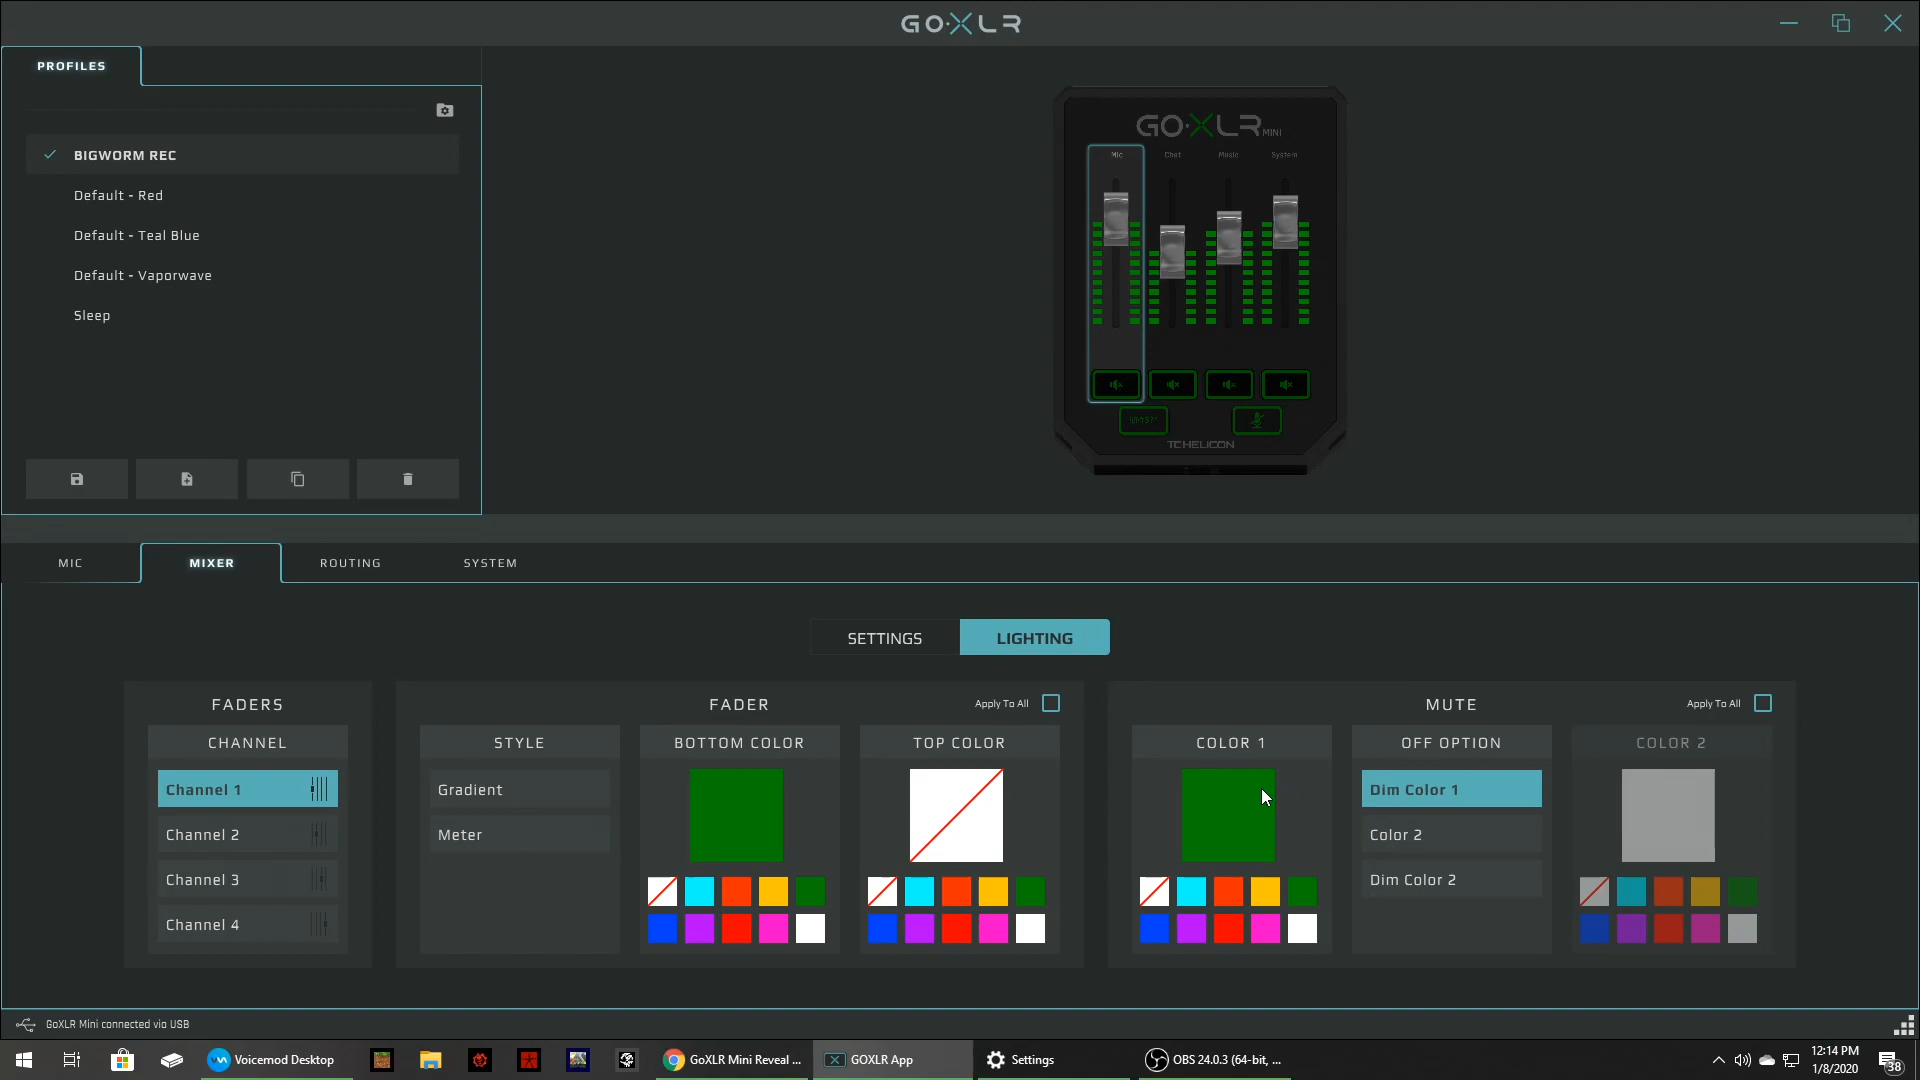 GO·XLR
PROFILES
BIGWORM REC
Default - Red
Default - Teal Blue
Default - Vaporwave
Sleep
GO·XLR MINI
Mic Chat Music System
TC HELICON
MIC MIXER ROUTING SYSTEM
SETTINGS LIGHTING
FADERS
CHANNEL
Channel 1
Channel 2
Channel 3
Channel 4
FADER Apply To All
STYLE BOTTOM COLOR TOP COLOR
Gradient
Meter
MUTE Apply To All
COLOR 1 OFF OPTION COLOR 2
Dim Color 1
Color 2
Dim Color 2
GoXLR Mini connected via USB
Voicemod Desktop
GoXLR Mini Reveal ...
GOXLR App
Settings
OBS 24.0.3 (64-bit, ...
12:14 PM
1/8/2020
38